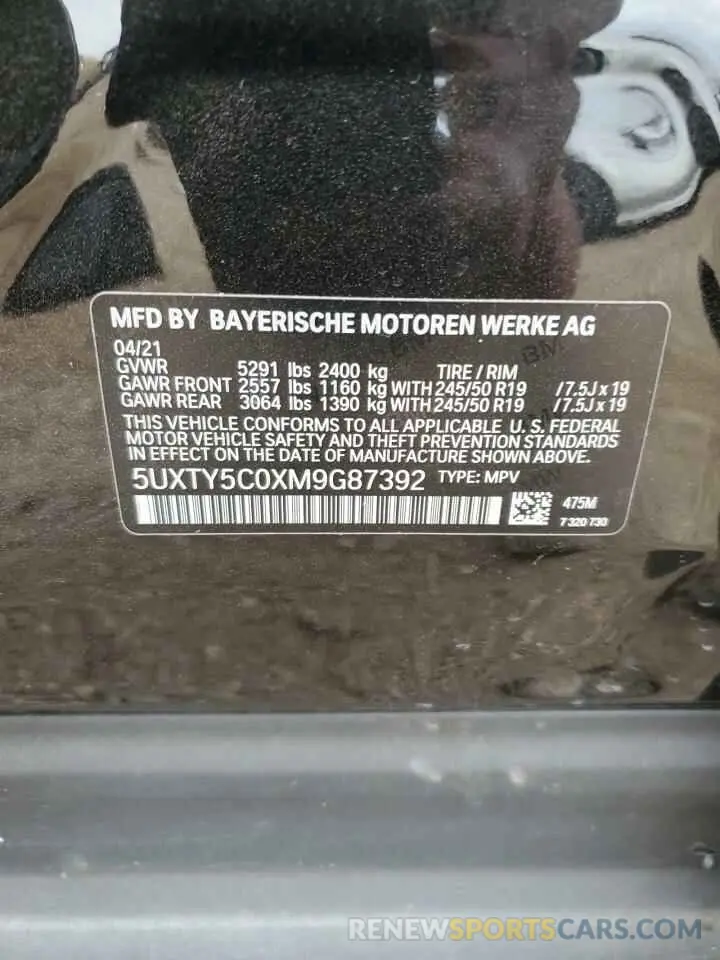 MFD BY BAYERISCHE MOTOREN WERKE AG
04/21
GVWR 5291 lbs 2400 kg TIRE / RIM
GAWR FRONT 2557 lbs 1160 kg WITH 245/50 R19 /7.5J x 19
GAWR REAR 3064 lbs 1390 kg WITH 245/50 R19 /7.5J x 19
THIS VEHICLE CONFORMS TO ALL APPLICABLE U. S. FEDERAL
MOTOR VEHICLE SAFETY AND THEFT PREVENTION STANDARDS
IN EFFECT ON THE DATE OF MANUFACTURE SHOWN ABOVE.
5UXTY5C0XM9G87392 TYPE: MPV
475M
7 320 730
RENEWSPORTSCARS.COM